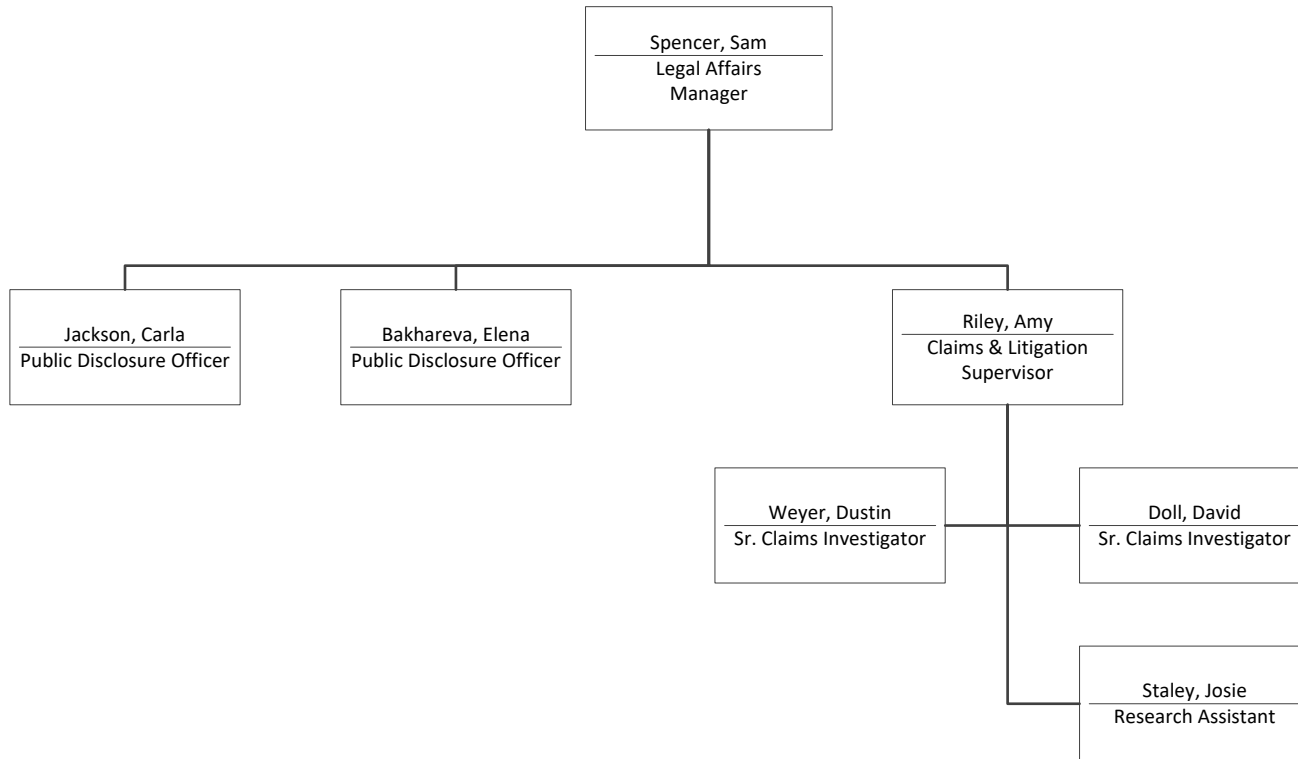 Spencer, Sam
Legal Affairs
Manager
Jackson, Carla
Public Disclosure Officer
Bakhareva, Elena
Public Disclosure Officer
Riley, Amy
Claims & Litigation
Supervisor
Weyer, Dustin
Sr. Claims Investigator
Doll, David
Sr. Claims Investigator
Staley, Josie
Research Assistant